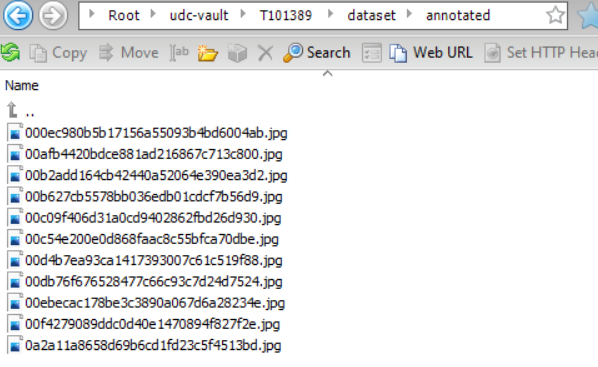 Root udc-vault T101389 dataset annotated
Copy Move ab Search Web URL Set HTTP Hea
Name
..
000ec980b5b17156a55093b4bd6004ab.jpg
00afb4420bdce881ad216867c713c800.jpg
00b2add164cb42440a52064e390ea3d2.jpg
00b627cb5578bb036edb01cdcf7b56d9.jpg
00c09f406d31a0cd9402862fbd26d930.jpg
00c54e200e0d868faac8c55bfca70dbe.jpg
00d4b7ea93ca1417393007c61c519f88.jpg
00db76f676528477c66c93c7d24d7524.jpg
00ebecac178be3c3890a067d6a28234e.jpg
00f4279089ddc0d40e1470894f827f2e.jpg
0a2a11a8658d69b6cd1fd23c5f4513bd.jpg